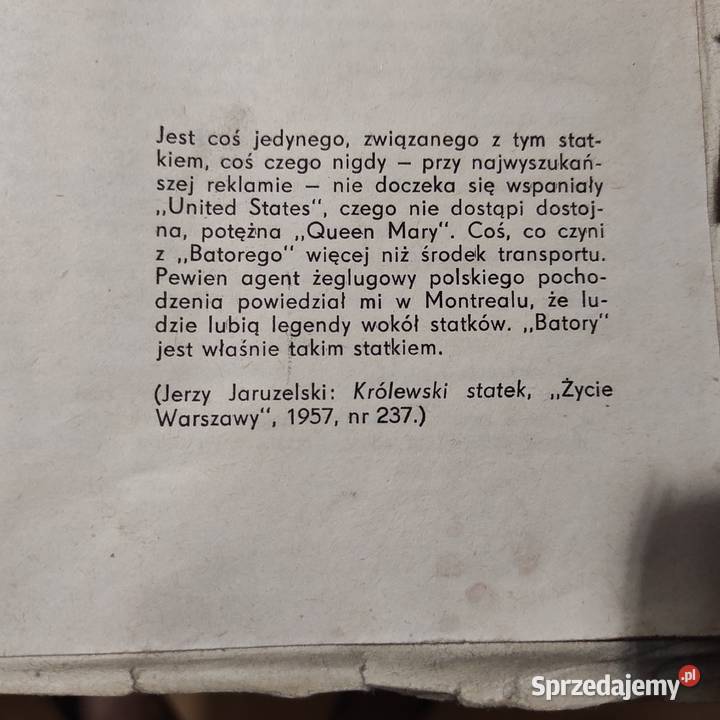 Jest coś jedynego, związanego z tym stat-
kiem, coś czego nigdy – przy najwyszukań-
szej reklamie – nie doczeka się wspaniały
„United States", czego nie dostąpi dostoj-
na, potężna „Queen Mary". Coś, co czyni
z „Batorego" więcej niż środek transportu.
Pewien agent żeglugowy polskiego pocho-
dzenia powiedział mi w Montrealu, że lu-
dzie lubią legendy wokół statków. „Batory"
jest właśnie takim statkiem.
(Jerzy Jaruzelski: Królewski statek, „Życie
Warszawy", 1957, nr 237.)
Sprzedajemy.pl